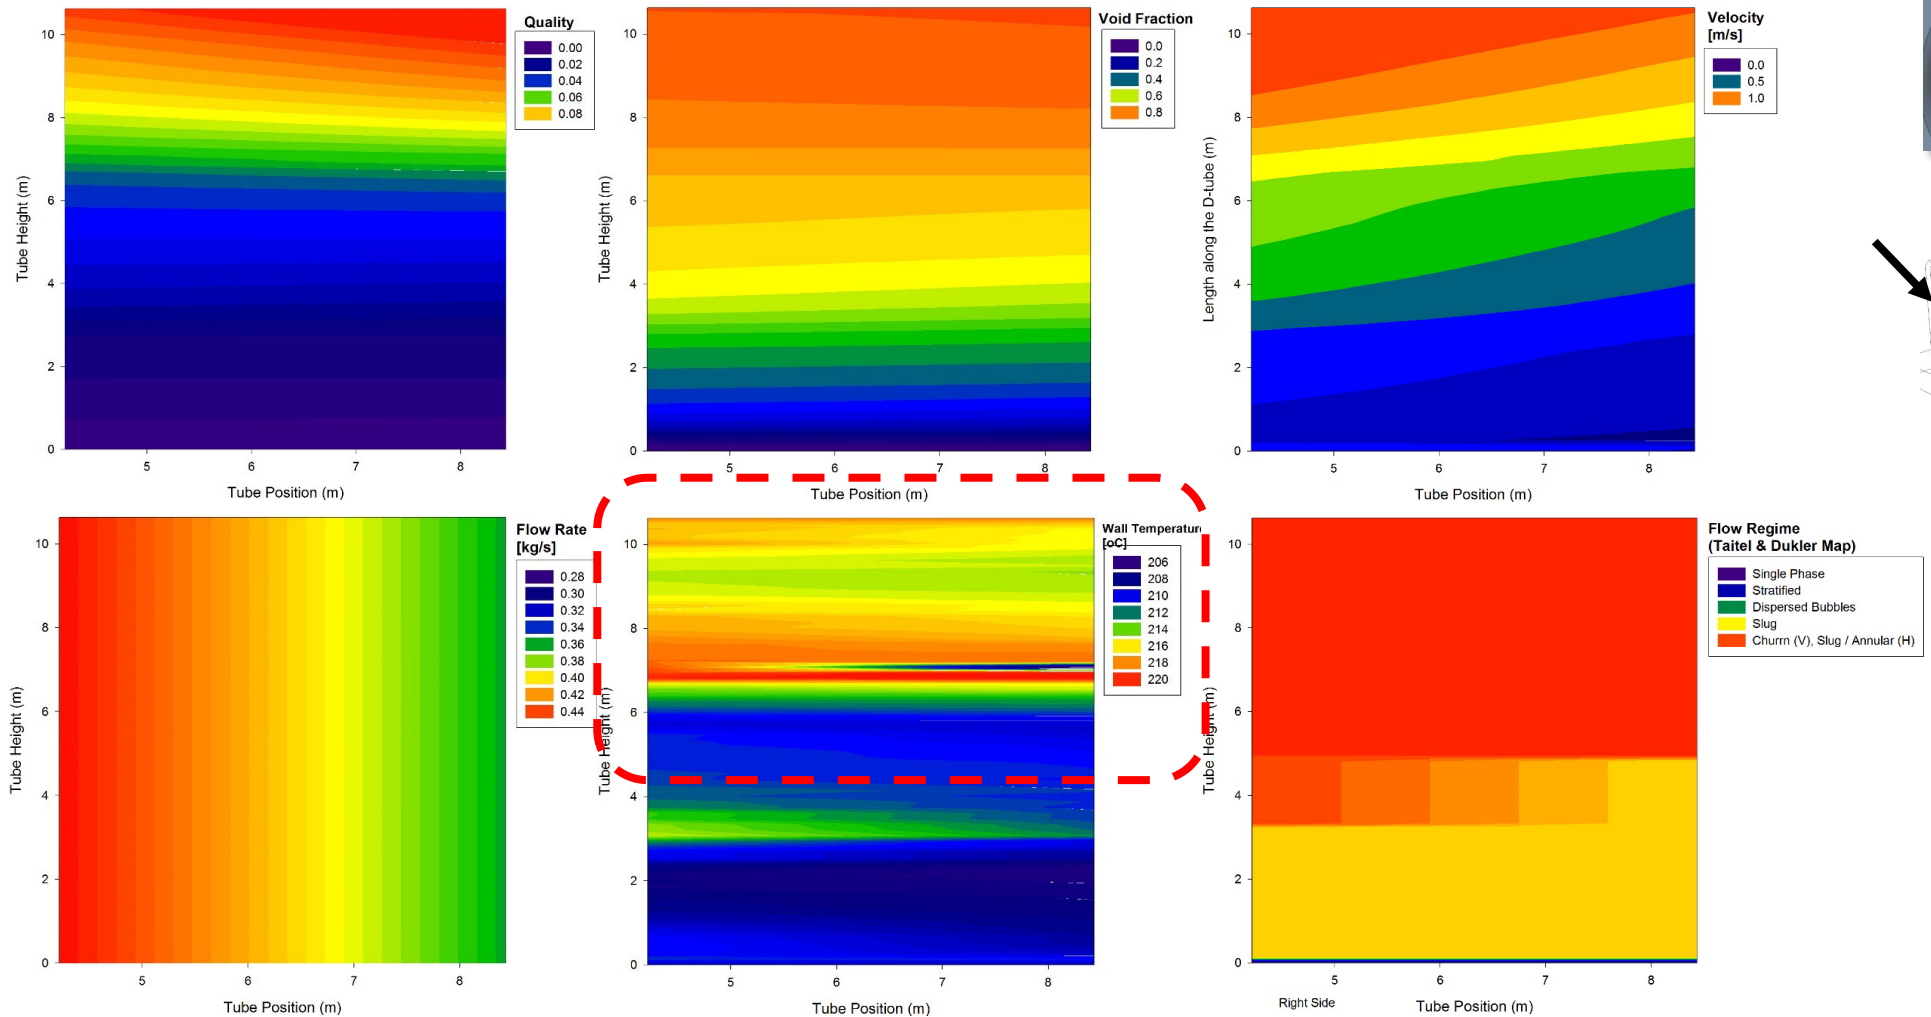 Quality
0.00
0.02
0.04
0.06
0.08
10
8
6
4
2
0
Tube Height (m)
5 6 7 8
Tube Position (m)
Void Fraction
0.0
0.2
0.4
0.6
0.8
10
8
6
4
2
0
Tube Height (m)
5 6 7 8
Tube Position (m)
Velocity
[m/s]
0.0
0.5
1.0
10
8
6
4
2
0
Length along the D-tube (m)
5 6 7 8
Tube Position (m)
Flow Rate
[kg/s]
0.28
0.30
0.32
0.34
0.36
0.38
0.40
0.42
0.44
10
8
6
4
2
0
Tube Height (m)
5 6 7 8
Tube Position (m)
Wall Temperature
[oC]
206
208
210
212
214
216
218
220
10
8
6
4
2
0
Tube Height (m)
5 6 7 8
Tube Position (m)
Flow Regime
(Taitel & Dukler Map)
Single Phase
Stratified
Dispersed Bubbles
Slug
Churn (V), Slug / Annular (H)
10
8
6
4
2
0
Tube Height (m)
5 6 7 8
Right Side
Tube Position (m)